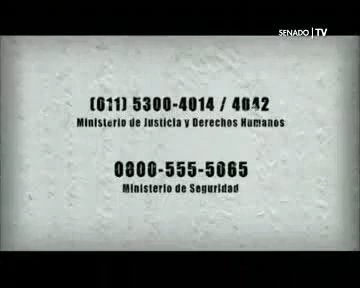 SENADO | TV
(011) 5300-4014 / 4042
Ministerio de Justicia y Derechos Humanos
0800-555-5065
Ministerio de Seguridad